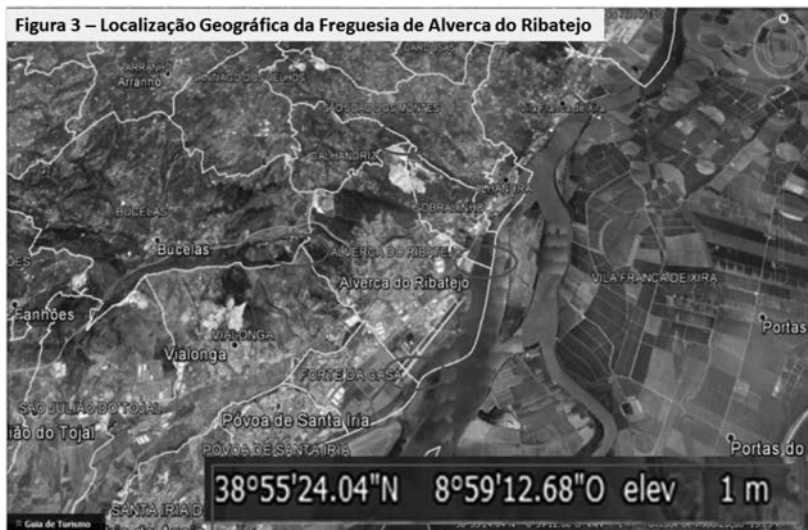 Figura 3 – Localização Geográfica da Freguesia de Alverca do Ribatejo
CARDOSAS
ARRANHÓ
Arranho
SANTIAGO DOS VELHOS
SÃO JOÃO DOS MONTES
Vila Franca de Xira
CALHANDRIZ
ALHANDRA
SOBRALINHO
BUCELAS
Bucelas
ALVERCA DO RIBATEJO
Alverca do Ribatejo
VILA FRANCA DE XIRA
Fanhões
Portas
VIALONGA
Vialonga
FORTE DA CASA
SÃO JULIÃO DO TOJAL
ião do Tojal
Póvoa de Santa Iria
PÓVOA DE SANTA IRIA
Portas do
38°55'24.04"N 8°59'12.68"O elev 1 m
SANTA IRIA D
Guia de Turismo